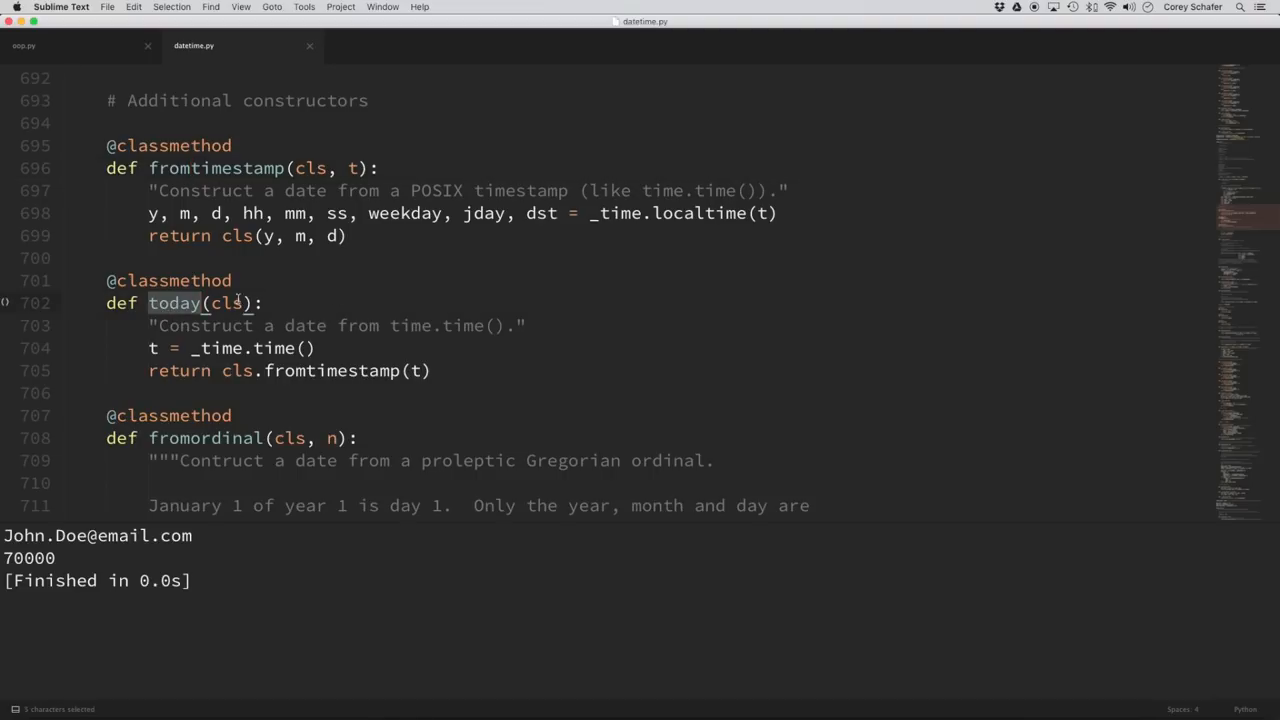 Sublime Text File Edit Selection Find View Goto Tools Project Window Help Corey Schafer
datetime.py
oop.py datetime.py
692
693 # Additional constructors
694
695 @classmethod
696 def fromtimestamp(cls, t):
697 "Construct a date from a POSIX timestamp (like time.time())."
698 y, m, d, hh, mm, ss, weekday, jday, dst = _time.localtime(t)
699 return cls(y, m, d)
700
701 @classmethod
702 def today(cls):
703 "Construct a date from time.time()."
704 t = _time.time()
705 return cls.fromtimestamp(t)
706
707 @classmethod
708 def fromordinal(cls, n):
709 """Contruct a date from a proleptic Gregorian ordinal.
710
711 January 1 of year 1 is day 1. Only the year, month and day are
John.Doe@email.com
70000
[Finished in 0.0s]
5 characters selected Spaces: 4 Python